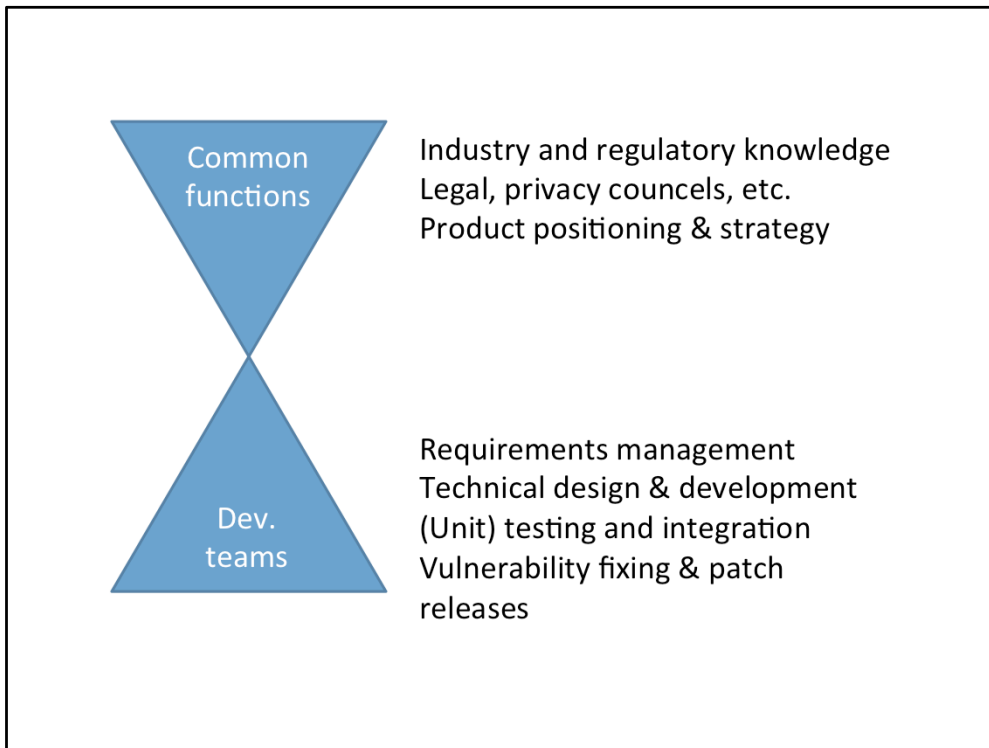 Common
functions
Industry and regulatory knowledge
Legal, privacy councels, etc.
Product positioning & strategy
Dev.
teams
Requirements management
Technical design & development
(Unit) testing and integration
Vulnerability fixing & patch
releases